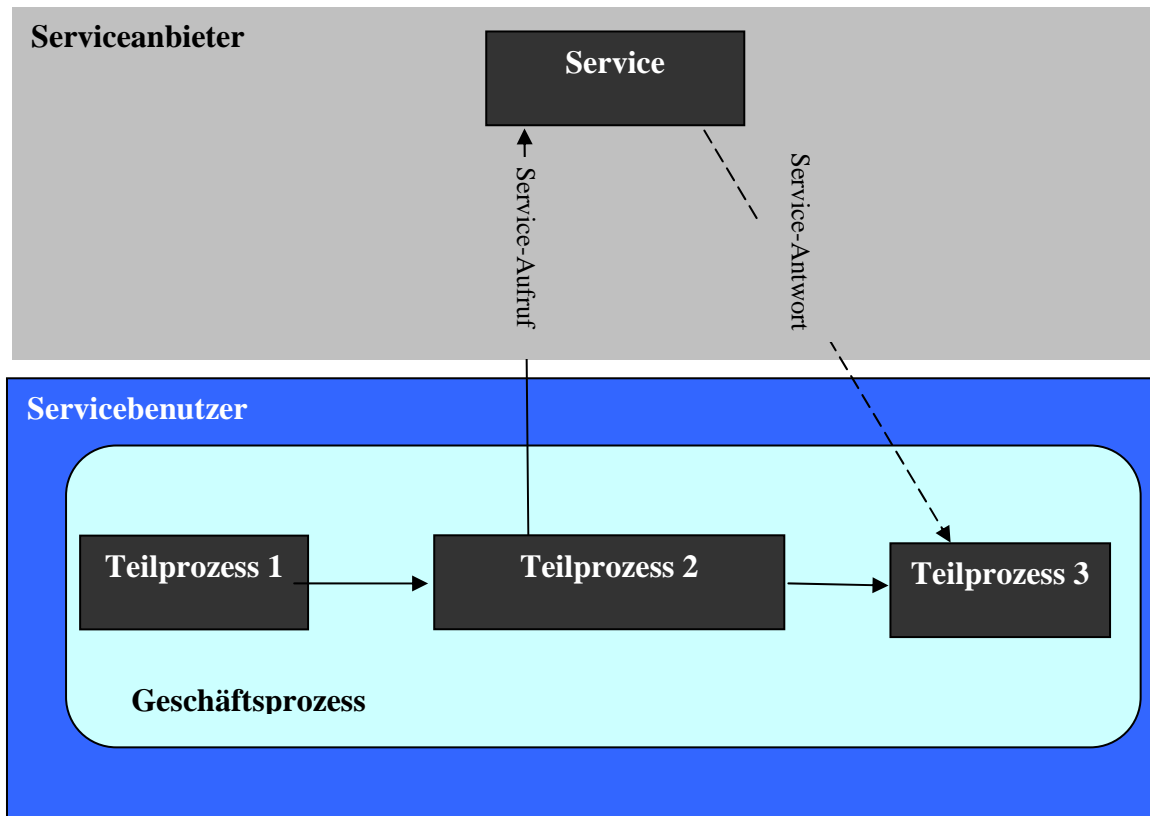 Serviceanbieter
Service
Service-Aufruf
Service-Antwort
Servicebenutzer
Teilprozess 1
Teilprozess 2
Teilprozess 3
Geschäftsprozess